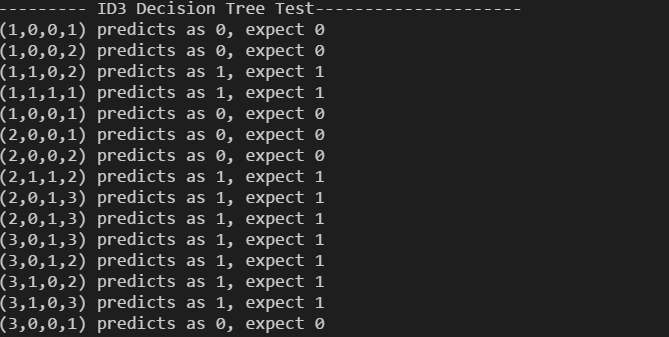 --------- ID3 Decision Tree Test---------------------
(1,0,0,1) predicts as 0, expect 0
(1,0,0,2) predicts as 0, expect 0
(1,1,0,2) predicts as 1, expect 1
(1,1,1,1) predicts as 1, expect 1
(1,0,0,1) predicts as 0, expect 0
(2,0,0,1) predicts as 0, expect 0
(2,0,0,2) predicts as 0, expect 0
(2,1,1,2) predicts as 1, expect 1
(2,0,1,3) predicts as 1, expect 1
(2,0,1,3) predicts as 1, expect 1
(3,0,1,3) predicts as 1, expect 1
(3,0,1,2) predicts as 1, expect 1
(3,1,0,2) predicts as 1, expect 1
(3,1,0,3) predicts as 1, expect 1
(3,0,0,1) predicts as 0, expect 0